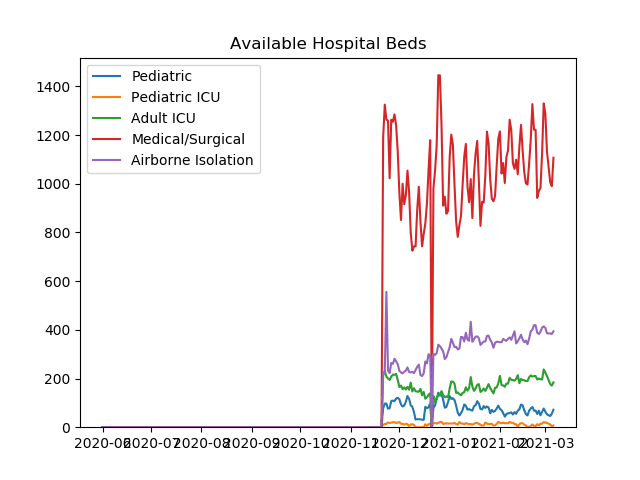 Available Hospital Beds
Pediatric
Pediatric ICU
Adult ICU
Medical/Surgical
Airborne Isolation
1400
1200
1000
800
600
400
200
0
2020-06 2020-07 2020-08 2020-09 2020-10 2020-11 2020-12 2021-01 2021-02 2021-03